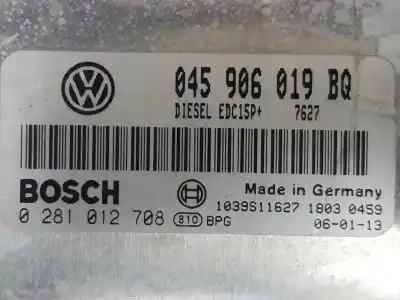 045 906 019 BQ
DIESEL EDC15P+ 7627
BOSCH
Made in Germany
1039S11627 1803 0459
0 281 012 708 810 BPG 06-01-13